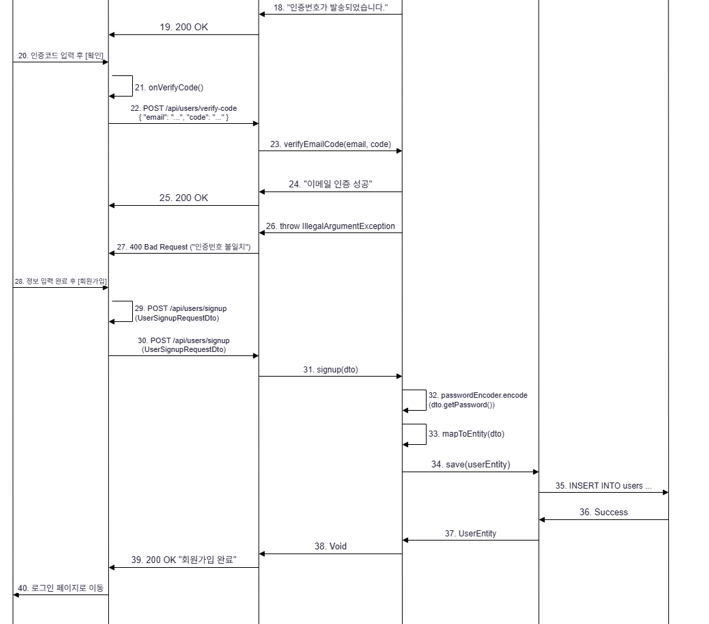 18. "인증번호가 발송되었습니다."
19. 200 OK
20. 인증코드 입력 후 [확인]
21. onVerifyCode()
22. POST /api/users/verify-code
{ "email": "...", "code": "..." }
23. verifyEmailCode(email, code)
24. "이메일 인증 성공"
25. 200 OK
26. throw IllegalArgumentException
27. 400 Bad Request ("인증번호 불일치")
28. 정보 입력 완료 후 [회원가입]
29. POST /api/users/signup
(UserSignupRequestDto)
30. POST /api/users/signup
(UserSignupRequestDto)
31. signup(dto)
32. passwordEncoder.encode
(dto.getPassword())
33. mapToEntity(dto)
34. save(userEntity)
35. INSERT INTO users ...
36. Success
37. UserEntity
38. Void
39. 200 OK "회원가입 완료"
40. 로그인 페이지로 이동